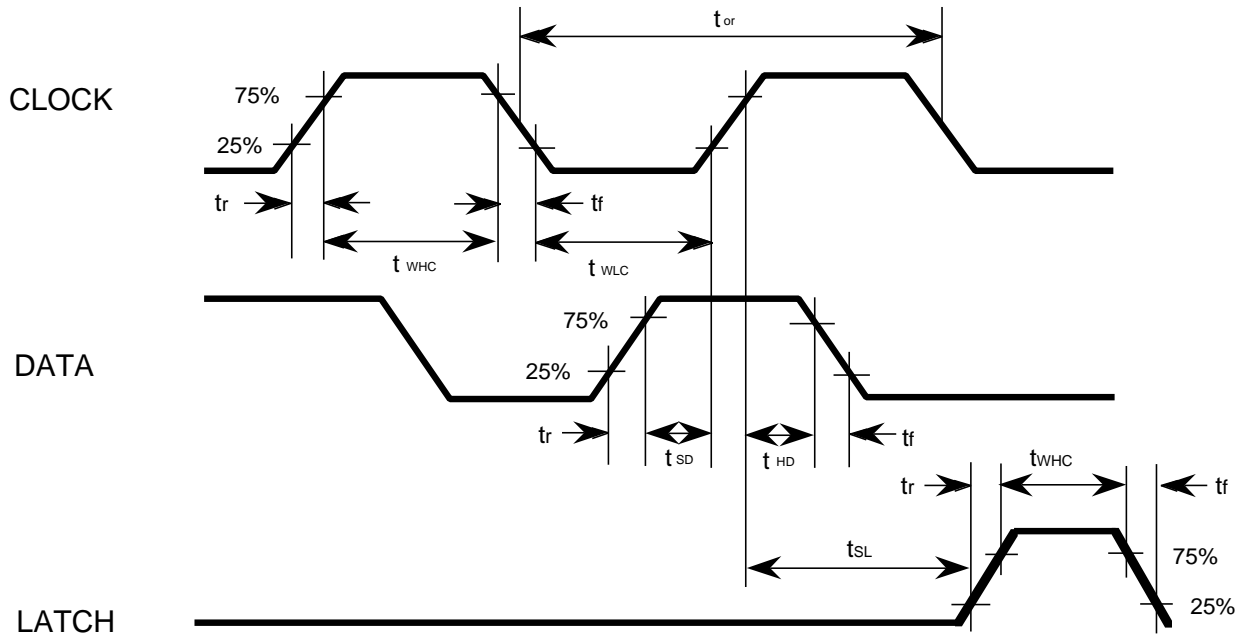 t or
CLOCK
75%
25%
tr
tf
t WHC
t WLC
DATA
75%
25%
tr
t SD
t HD
tf
tr
tWHC
tf
tSL
75%
25%
LATCH